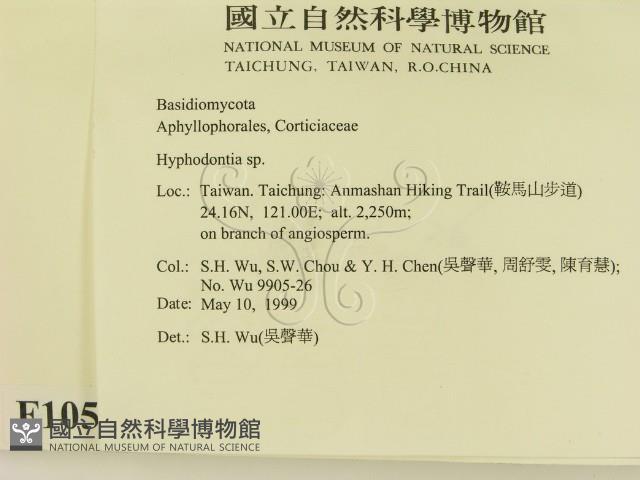 國立自然科學博物館
NATIONAL MUSEUM OF NATURAL SCIENCE
TAICHUNG, TAIWAN, R.O.CHINA
Basidiomycota
Aphyllophorales, Corticiaceae
Hyphodontia sp.
Loc.: Taiwan. Taichung: Anmashan Hiking Trail(鞍馬山步道)
24.16N, 121.00E; alt. 2,250m;
on branch of angiosperm.
Col.: S.H. Wu, S.W. Chou & Y. H. Chen(吳聲華, 周舒雯, 陳育慧);
No. Wu 9905-26
Date: May 10, 1999
Det.: S.H. Wu(吳聲華)
F105
國立自然科學博物館
NATIONAL MUSEUM OF NATURAL SCIENCE